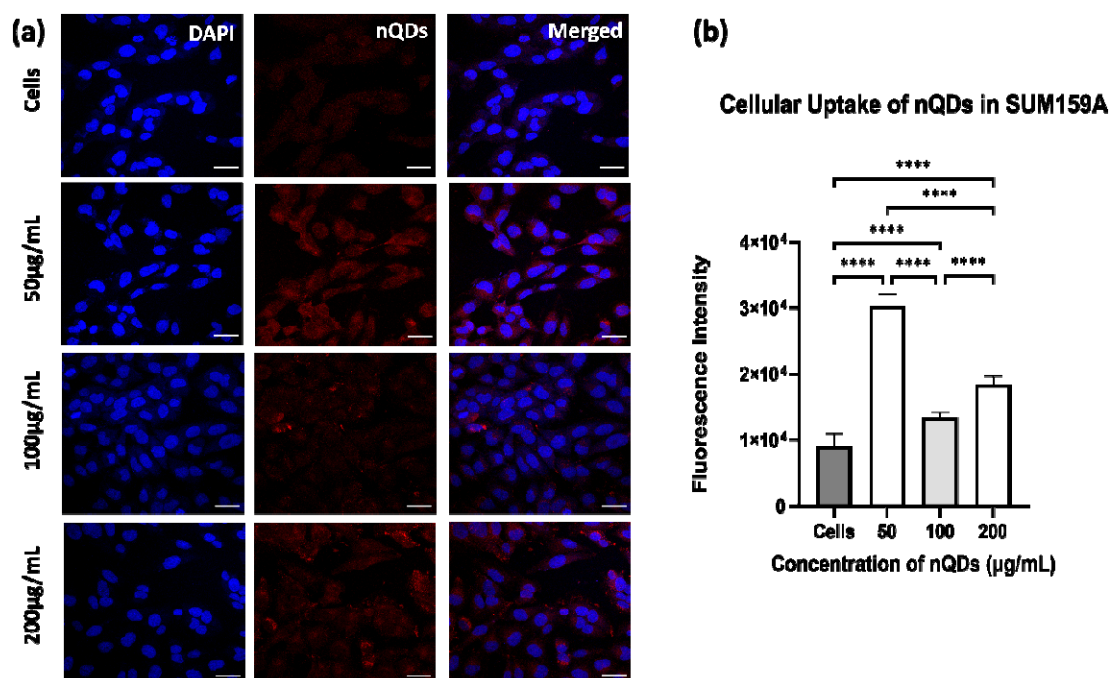 (a)
DAPI
nQDs
Merged
Cells
50µg/mL
100µg/mL
200µg/mL
(b)
Cellular Uptake of nQDs in SUM159A
****
****
****
**** **** ****
Fluorescence Intensity
4×10⁴
3×10⁴
2×10⁴
1×10⁴
0
Cells 50 100 200
Concentration of nQDs (µg/mL)